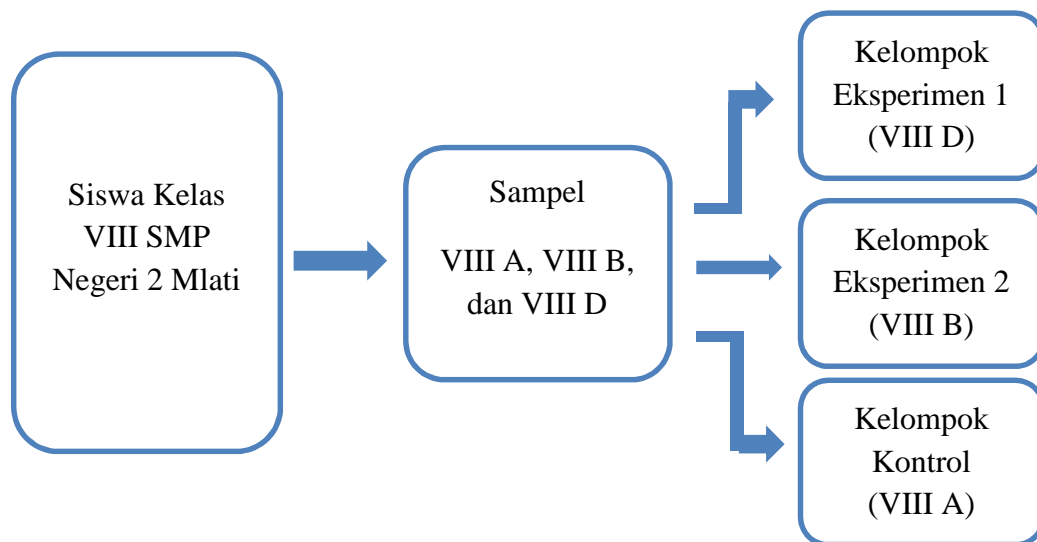 Siswa Kelas
VIII SMP
Negeri 2 Mlati
Sampel
VIII A, VIII B,
dan VIII D
Kelompok
Eksperimen 1
(VIII D)
Kelompok
Eksperimen 2
(VIII B)
Kelompok
Kontrol
(VIII A)